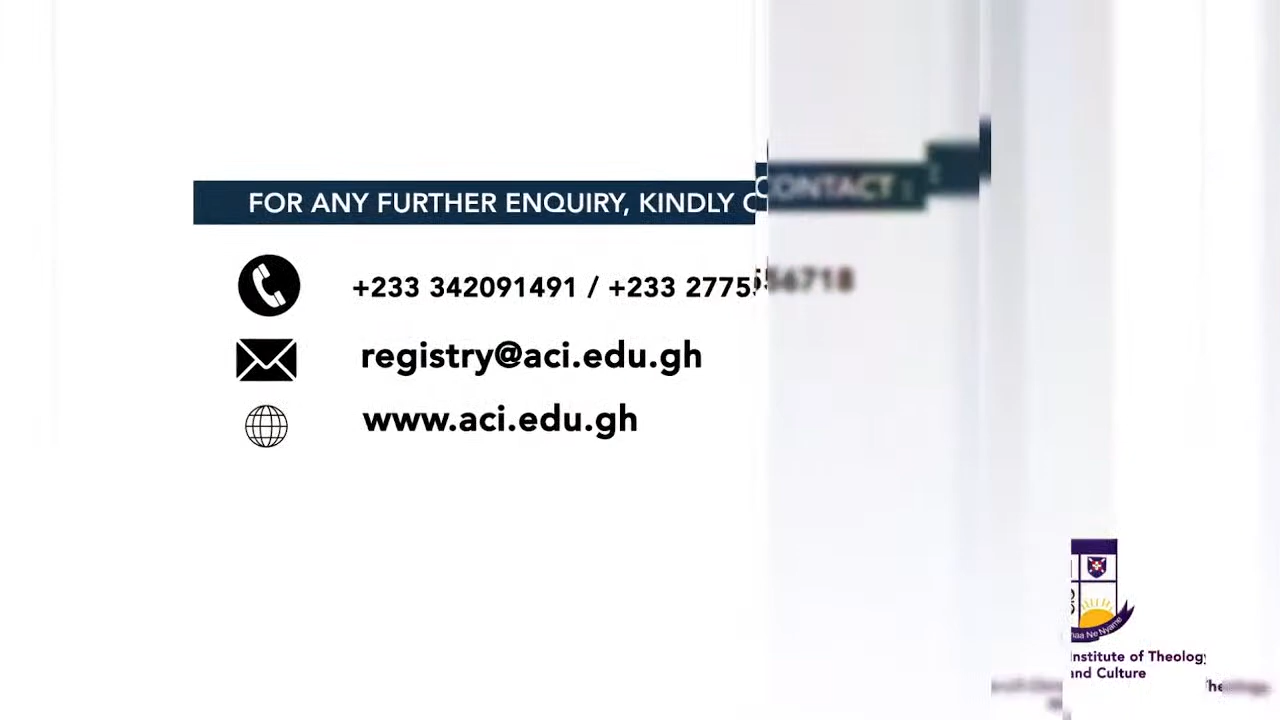 FOR ANY FURTHER ENQUIRY, KINDLY CONTACT :
+233 342091491 / +233 277556718
registry@aci.edu.gh
www.aci.edu.gh
Institute of Theology
and Culture